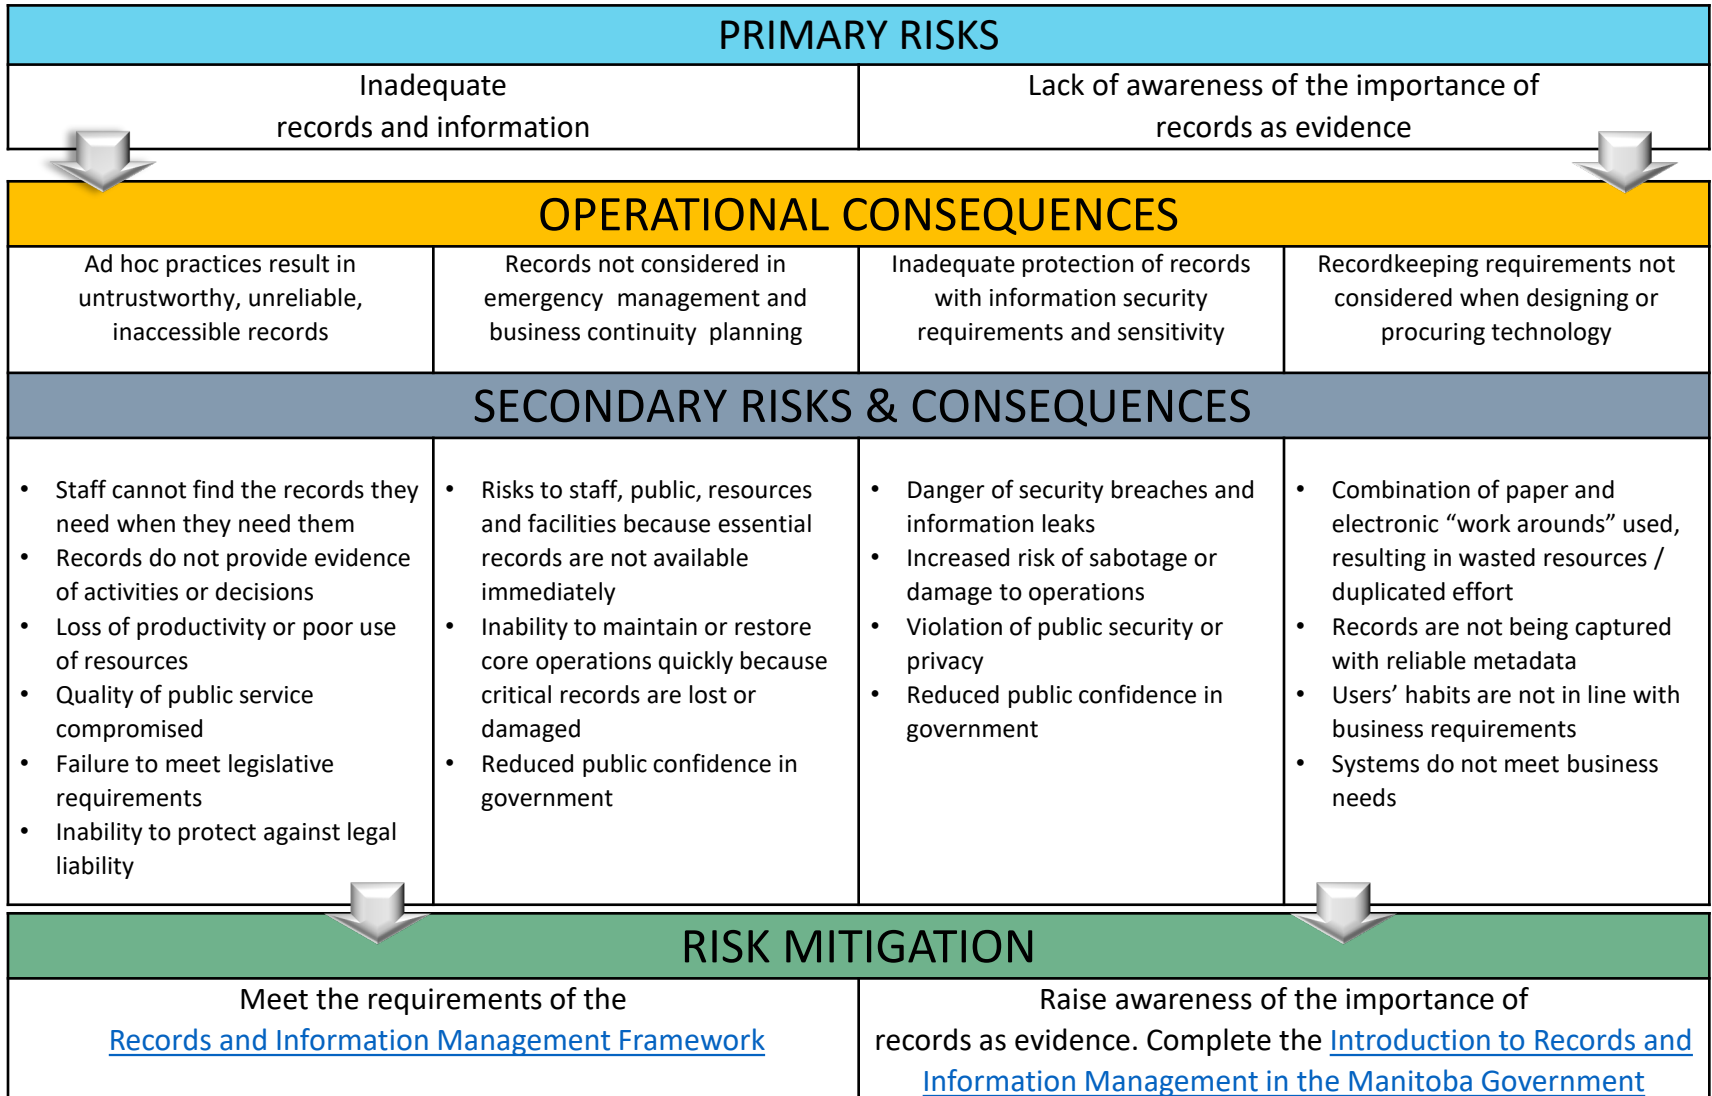 PRIMARY RISKS
Inadequate
records and information
Lack of awareness of the importance of
records as evidence
OPERATIONAL CONSEQUENCES
Ad hoc practices result in
untrustworthy, unreliable,
inaccessible records
Records not considered in
emergency management and
business continuity planning
Inadequate protection of records
with information security
requirements and sensitivity
Recordkeeping requirements not
considered when designing or
procuring technology
SECONDARY RISKS & CONSEQUENCES
• Staff cannot find the records they
need when they need them
• Records do not provide evidence
of activities or decisions
• Loss of productivity or poor use
of resources
• Quality of public service
compromised
• Failure to meet legislative
requirements
• Inability to protect against legal
liability
• Risks to staff, public, resources
and facilities because essential
records are not available
immediately
• Inability to maintain or restore
core operations quickly because
critical records are lost or
damaged
• Reduced public confidence in
government
• Danger of security breaches and
information leaks
• Increased risk of sabotage or
damage to operations
• Violation of public security or
privacy
• Reduced public confidence in
government
• Combination of paper and
electronic “work arounds” used,
resulting in wasted resources /
duplicated effort
• Records are not being captured
with reliable metadata
• Users’ habits are not in line with
business requirements
• Systems do not meet business
needs
RISK MITIGATION
Meet the requirements of the
Records and Information Management Framework
Raise awareness of the importance of
records as evidence. Complete the Introduction to Records and
Information Management in the Manitoba Government